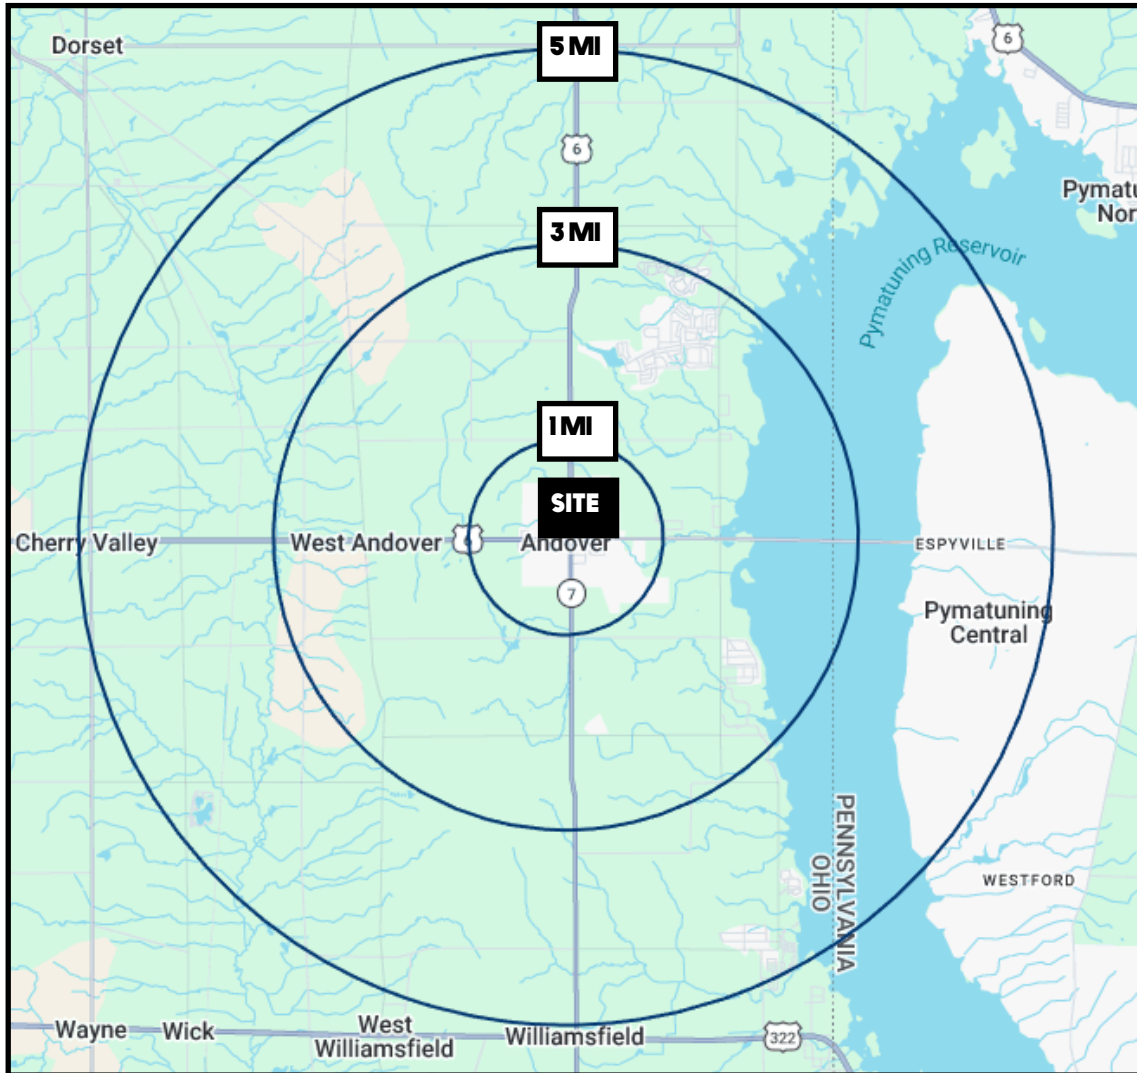 Dorset
5 MI
6
6
3 MI
Pymatu
Nor
Pymatuning Reservoir
1 MI
SITE
Cherry Valley
West Andover
6
Andover
ESPYVILLE
7
Pymatuning
Central
PENNSYLVANIA
OHIO
WESTFORD
Wayne
Wick
West
Williamsfield
Williamsfield
322